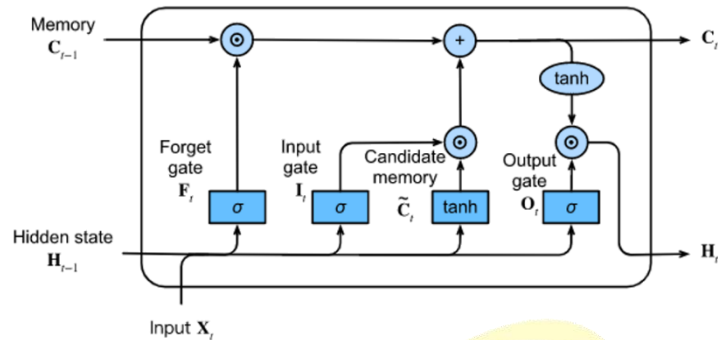 Memory
C_{t-1}
⊙
+
C_t
tanh
Forget
gate
F_t
Input
gate
I_t
Candidate
memory
C̃_t
⊙
Output
gate
O_t
⊙
σ
σ
tanh
σ
Hidden state
H_{t-1}
H_t
Input X_t